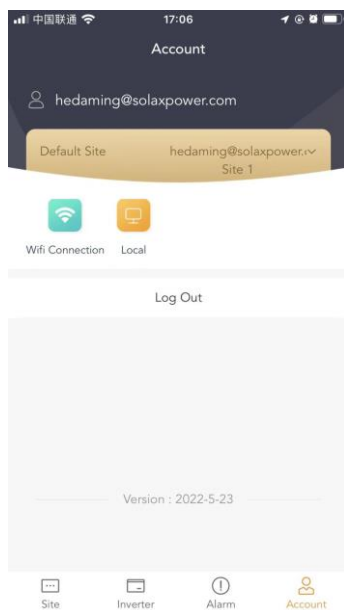 中国联通 17:06
Account
hedaming@solaxpower.com
Default Site hedaming@solaxpower.c
Site 1
Wifi Connection Local
Log Out
Version : 2022-5-23
Site Inverter Alarm Account